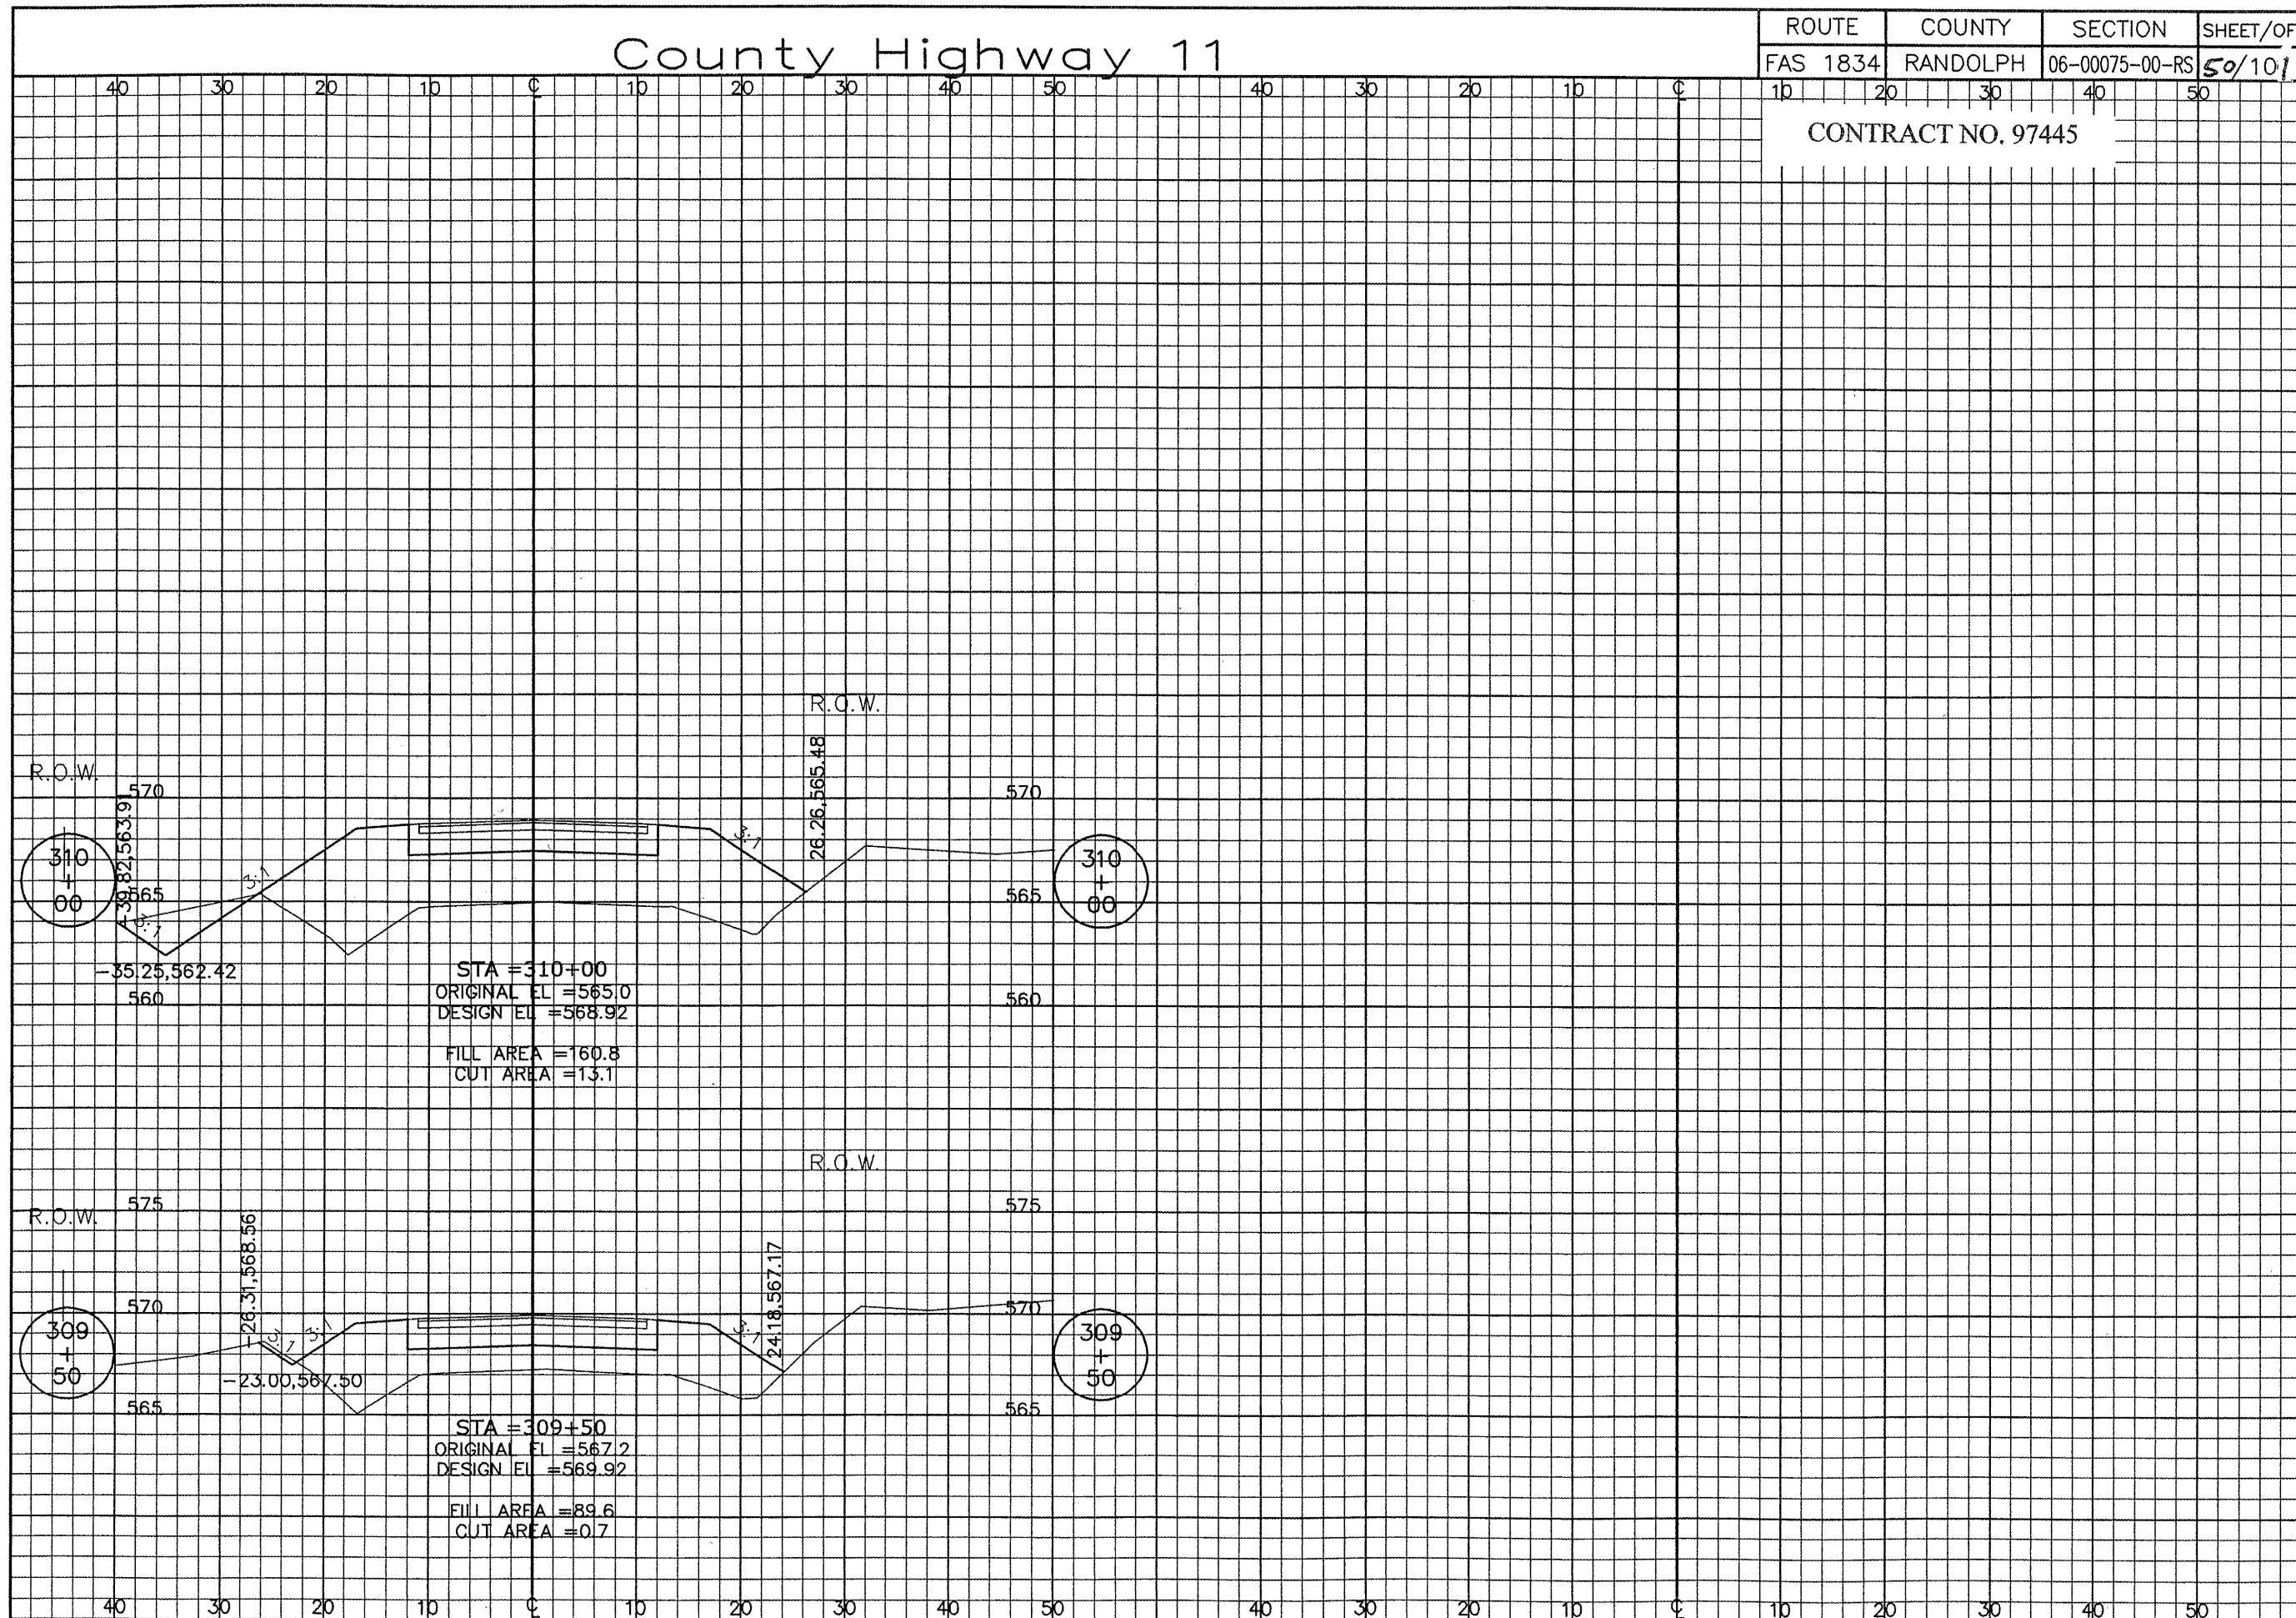 County Highway 11
ROUTE COUNTY SECTION SHEET/OF
FAS 1834 RANDOLPH 06-00075-00-RS 50/101
40 30 20 10 ℄ 10 20 30 40 50 40 30 20 10 ℄ 10 20 30 40 50
CONTRACT NO. 97445
R.O.W.
R.O.W.
26.26,565.48
-39.82,563.91
570 570
3:1
310 + 00
3:1
565 565
310 + 00
3:1
-35.25,562.42
STA =310+00
ORIGINAL EL =565.0
560 560
DESIGN EL =568.92
FILL AREA =160.8
CUT AREA =13.1
R.O.W.
575 575
R.O.W.
-26.31,568.56
24.18,567.17
570 570
309 + 50
3:1 3:1
3:1
309 + 50
-23.00,567.50
565 565
STA =309+50
ORIGINAL EL =567.2
DESIGN EL =569.92
FILL AREA =89.6
CUT AREA =0.7
40 30 20 10 ℄ 10 20 30 40 50 40 30 20 10 ℄ 10 20 30 40 50